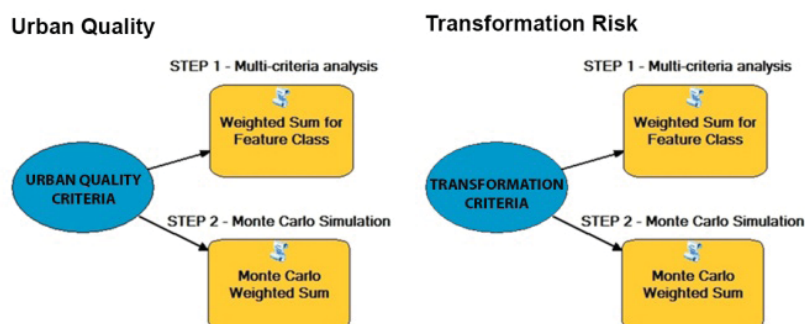 Urban Quality
STEP 1 - Multi-criteria analysis
Weighted Sum for
Feature Class
URBAN QUALITY
CRITERIA
STEP 2 - Monte Carlo Simulation
Monte Carlo
Weighted Sum
Transformation Risk
STEP 1 - Multi-criteria analysis
Weighted Sum for
Feature Class
TRANSFORMATION
CRITERIA
STEP 2 - Monte Carlo Simulation
Monte Carlo
Weighted Sum